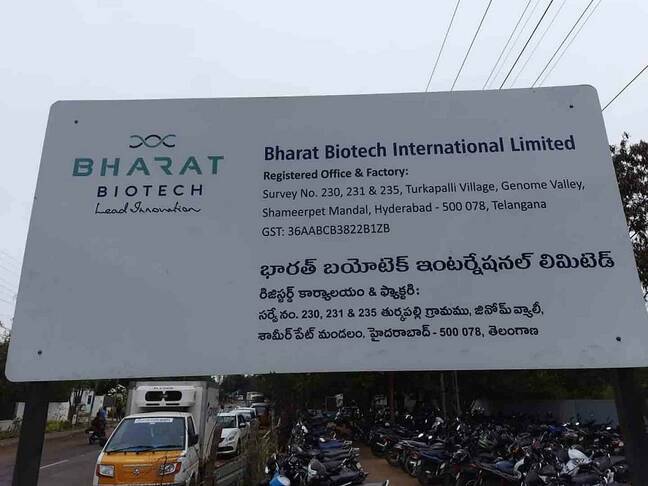 BHARAT
BIOTECH
Lead Innovation
Bharat Biotech International Limited
Registered Office & Factory:
Survey No. 230, 231 & 235, Turkapalli Village, Genome Valley,
Shameerpet Mandal, Hyderabad - 500 078, Telangana
GST: 36AABCB3822B1ZB
భారత్ బయోటెక్ ఇంటర్నేషనల్ లిమిటెడ్
రిజిస్టర్డ్ కార్యాలయం & ఫ్యాక్టరి:
సర్వే నం. 230, 231 & 235 తుర్కపల్లి గ్రామము, జినోమ్ వ్యాలీ,
శామీర్ పేట్ మండలం, హైదరాబాద్ - 500 078, తెలంగాణ